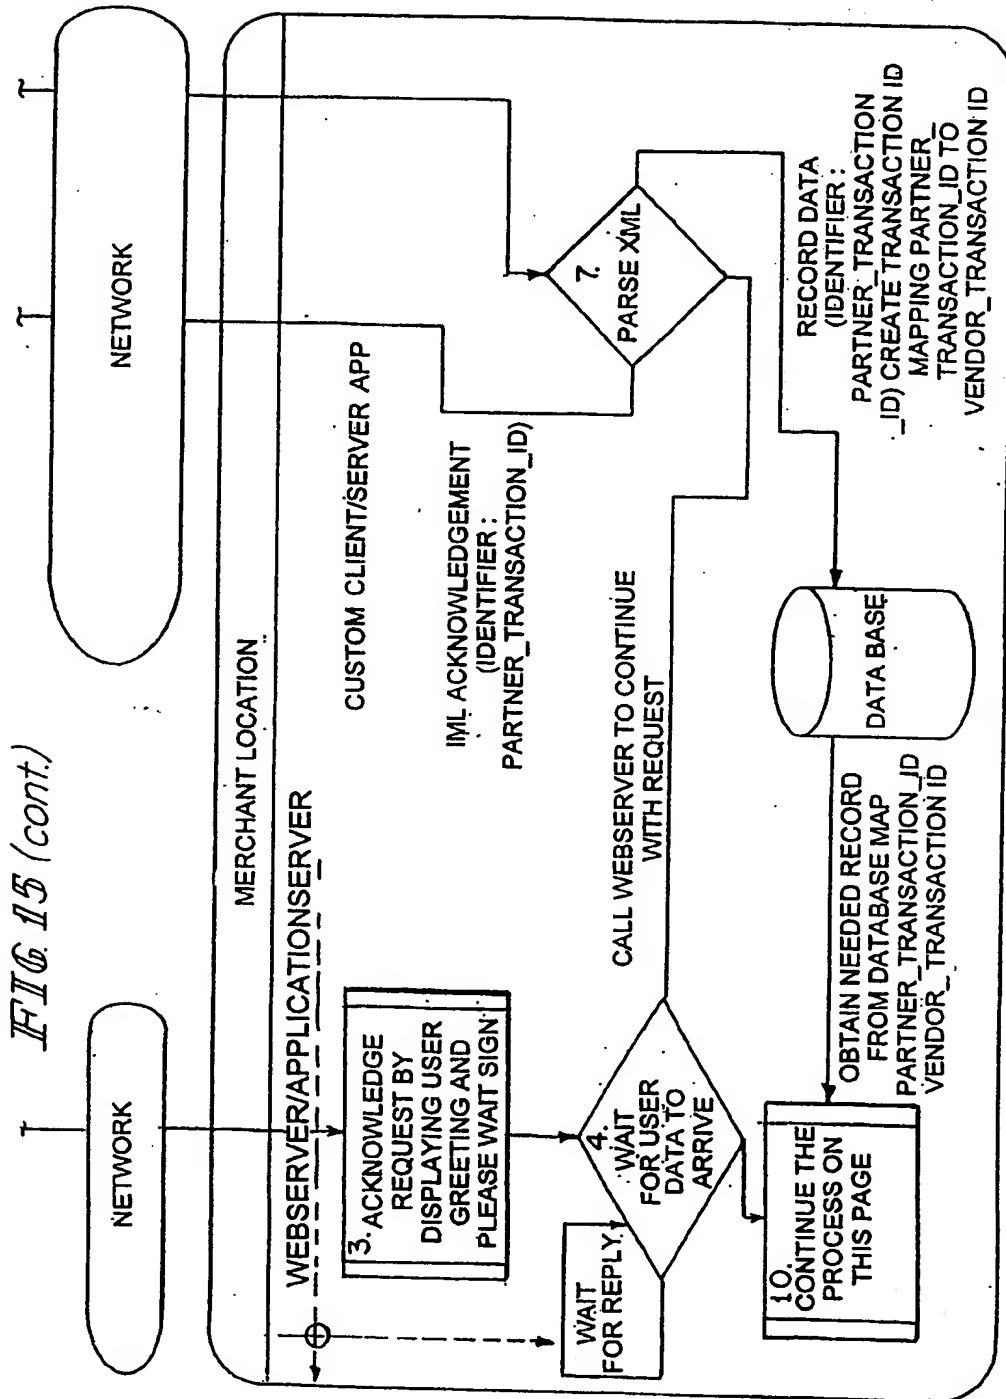 FIG. 15 (cont.)
NETWORK
NETWORK
MERCHANT LOCATION
WEBSERVER/APPLICATIONSERVER
3. ACKNOWLEDGE
REQUEST BY
DISPLAYING USER
GREETING AND
PLEASE WAIT SIGN
WAIT
FOR REPLY.
4.
WAIT
FOR USER
DATA TO
ARRIVE
10.
CONTINUE THE
PROCESS ON
THIS PAGE
CUSTOM CLIENT/SERVER APP
IML ACKNOWLEDGEMENT
(IDENTIFIER:
PARTNER_TRANSACTION_ID)
CALL WEBSERVER TO CONTINUE
WITH REQUEST
7.
PARSE XML
OBTAIN NEEDED RECORD
FROM DATABASE MAP
PARTNER_TRANSACTION_ID
VENDOR_TRANSACTION ID
DATA BASE
RECORD DATA
(IDENTIFIER:
PARTNER_TRANSACTION
_ID) CREATE TRANSACTION ID
MAPPING PARTNER_
TRANSACTION_ID TO
VENDOR_TRANSACTION ID